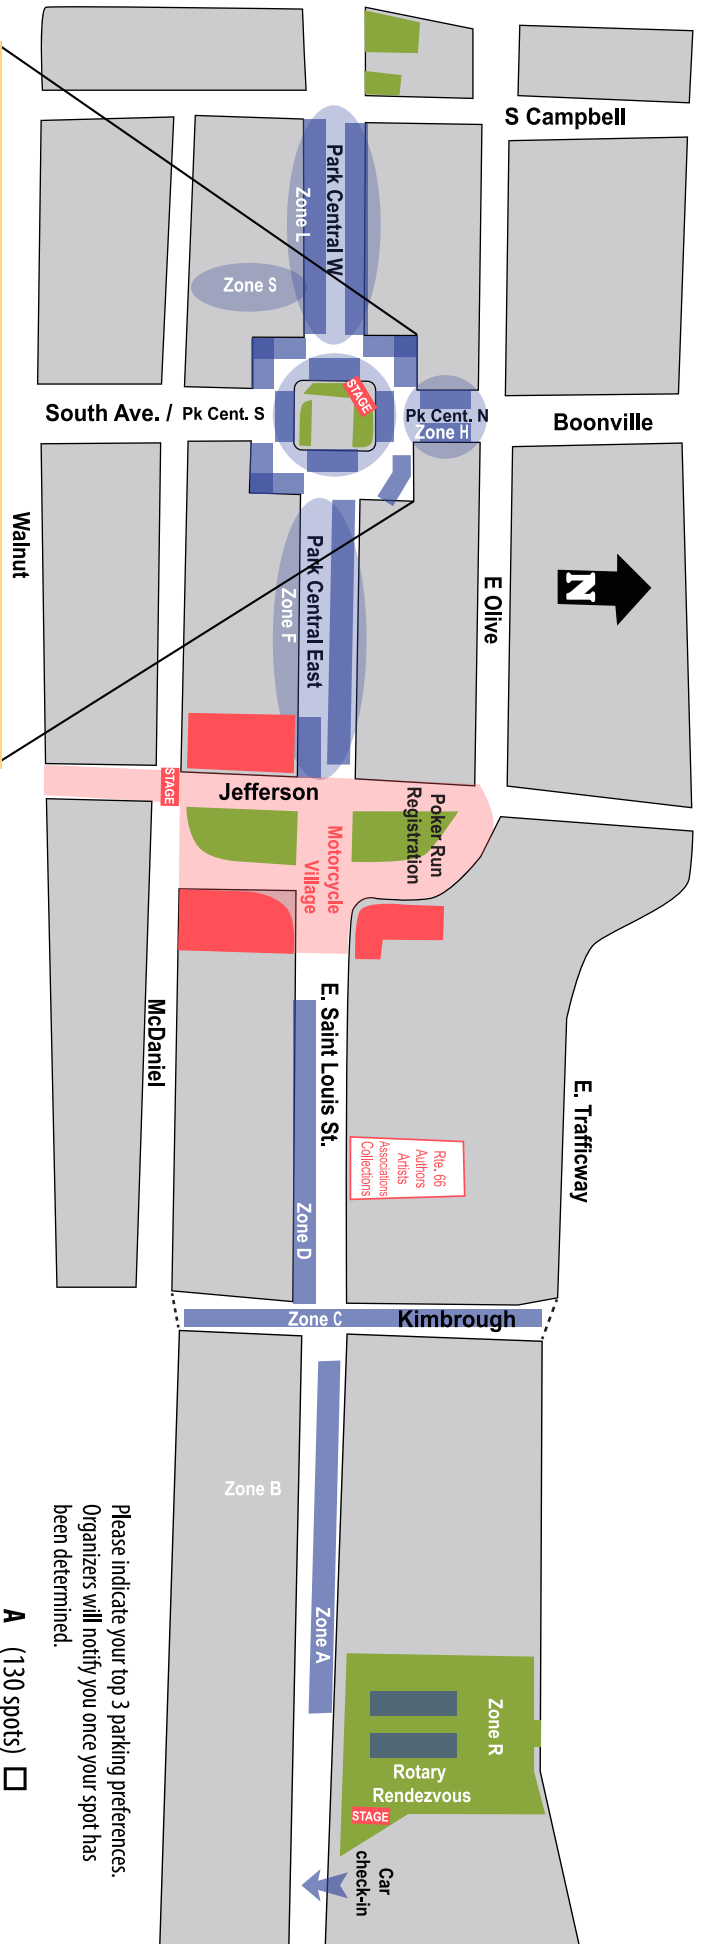 S Campbell
Park Central W
Zone L
Zone S
STAGE
South Ave. / Pk Cent. S
Pk Cent. N
Zone H
Boonville
Walnut
N
E Olive
Park Central East
Zone F
STAGE
Jefferson
Poker Run
Registration
Motorcycle
Village
McDaniel
E. Saint Louis St.
E. Trafficway
Rte. 66
Authors
Artists
Associations
Collections
Zone D
Zone C
Kimbrough
Zone B
Zone A
Zone R
Rotary
Rendezvous
STAGE
Car
check-in
Please indicate your top 3 parking preferences.
Organizers will notify you once your spot has
been determined.
A (130 spots)